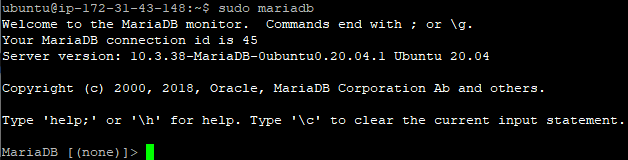 ubuntu@ip-172-31-43-148:~$ sudo mariadb
Welcome to the MariaDB monitor.  Commands end with ; or \g.
Your MariaDB connection id is 45
Server version: 10.3.38-MariaDB-0ubuntu0.20.04.1 Ubuntu 20.04
Copyright (c) 2000, 2018, Oracle, MariaDB Corporation Ab and others.
Type 'help;' or '\h' for help. Type '\c' to clear the current input statement.
MariaDB [(none)]>